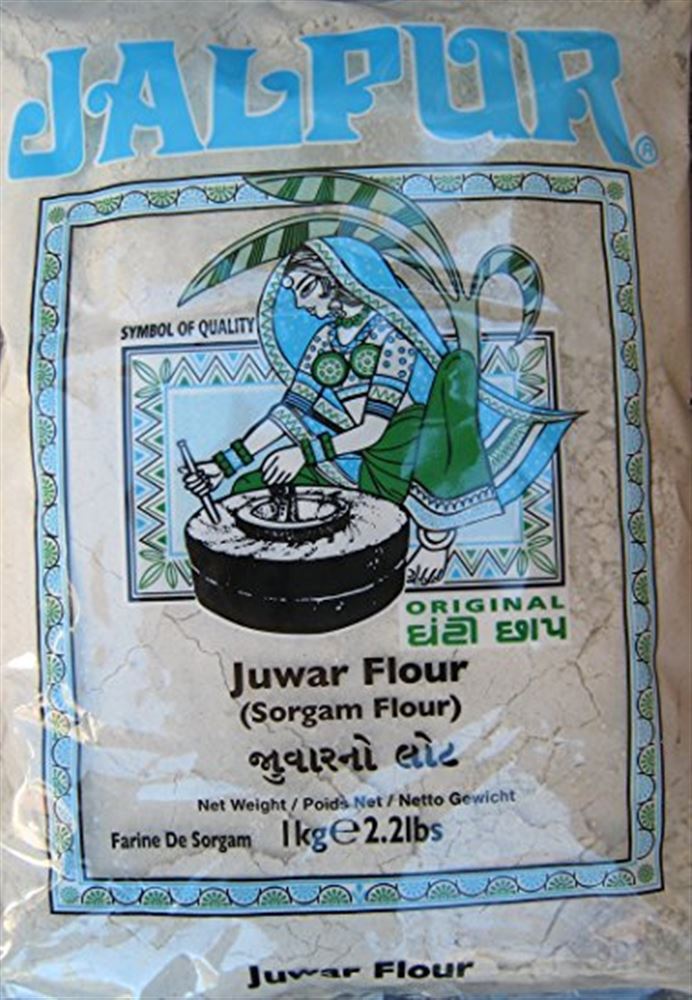 JALPUR®
SYMBOL OF QUALITY
ORIGINAL
ઘંટી છાપ
Juwar Flour
(Sorgam Flour)
જુવારનો લોટ
Net Weight / Poids Net / Netto Gewicht
Farine De Sorgam 1kg℮2.2lbs
Juwar Flour